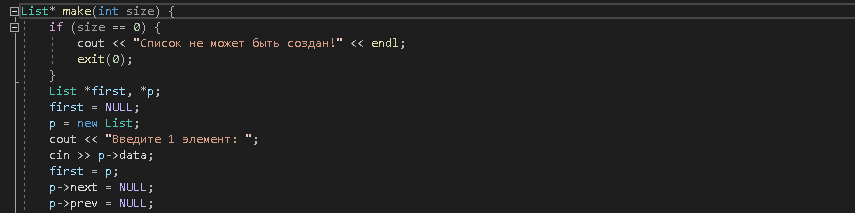 List* make(int size) {
if (size == 0) {
cout << "Список не может быть создан!" << endl;
exit(0);
}
List *first, *p;
first = NULL;
p = new List;
cout << "Введите 1 элемент: ";
cin >> p->data;
first = p;
p->next = NULL;
p->prev = NULL;